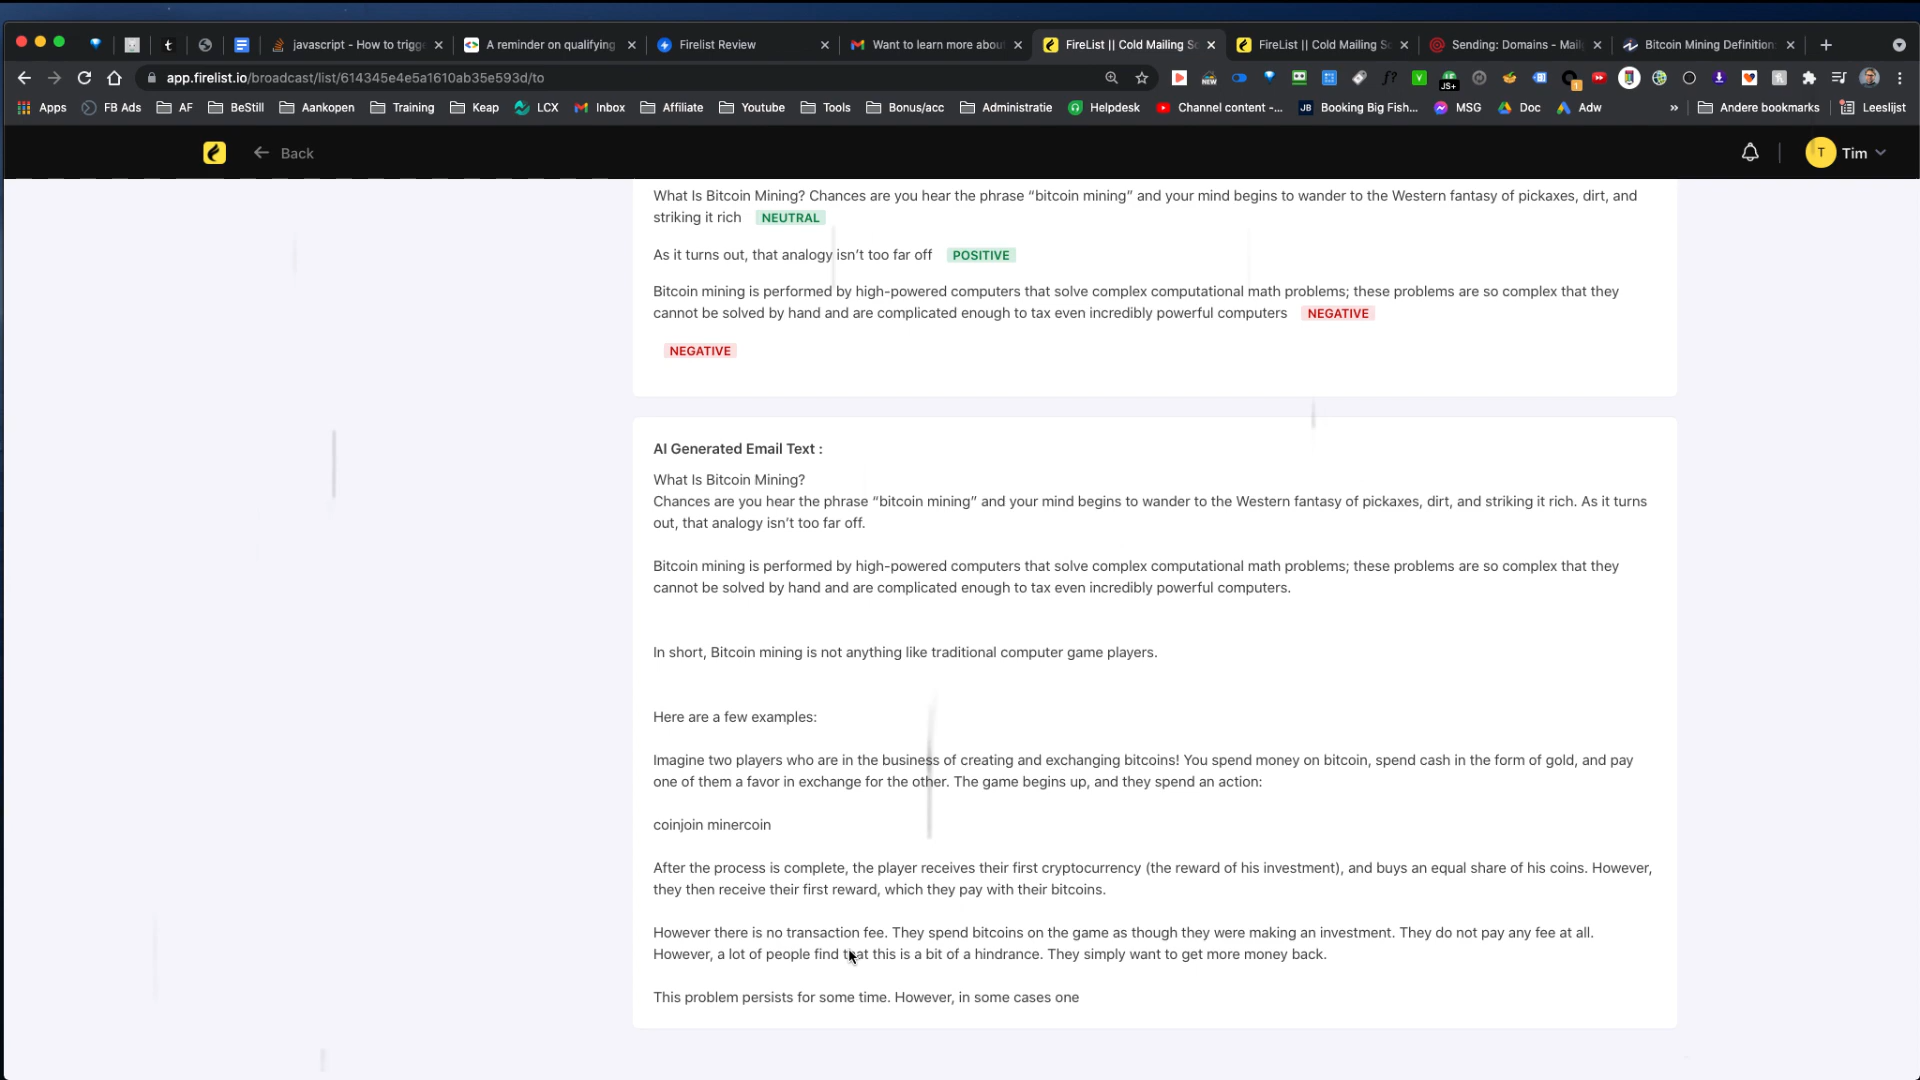 javascript - How to trigge
A reminder on qualifying
Firelist Review
Want to learn more abou
FireList || Cold Mailing So
FireList || Cold Mailing So
Sending: Domains - Mail
Bitcoin Mining Definition
app.firelist.io/broadcast/list/614345e4e5a1610ab35e593d/to
Apps
FB Ads
AF
BeStill
Aankopen
Training
Keap
LCX
Inbox
Affiliate
Youtube
Tools
Bonus/acc
Administratie
Helpdesk
Channel content -...
Booking Big Fish...
MSG
Doc
Adw
»
Andere bookmarks
Leeslijst
Back
T Tim
What Is Bitcoin Mining? Chances are you hear the phrase “bitcoin mining” and your mind begins to wander to the Western fantasy of pickaxes, dirt, and
striking it rich NEUTRAL
As it turns out, that analogy isn’t too far off POSITIVE
Bitcoin mining is performed by high-powered computers that solve complex computational math problems; these problems are so complex that they
cannot be solved by hand and are complicated enough to tax even incredibly powerful computers NEGATIVE
NEGATIVE
AI Generated Email Text :
What Is Bitcoin Mining?
Chances are you hear the phrase “bitcoin mining” and your mind begins to wander to the Western fantasy of pickaxes, dirt, and striking it rich. As it turns
out, that analogy isn’t too far off.
Bitcoin mining is performed by high-powered computers that solve complex computational math problems; these problems are so complex that they
cannot be solved by hand and are complicated enough to tax even incredibly powerful computers.
In short, Bitcoin mining is not anything like traditional computer game players.
Here are a few examples:
Imagine two players who are in the business of creating and exchanging bitcoins! You spend money on bitcoin, spend cash in the form of gold, and pay
one of them a favor in exchange for the other. The game begins up, and they spend an action:
coinjoin minercoin
After the process is complete, the player receives their first cryptocurrency (the reward of his investment), and buys an equal share of his coins. However,
they then receive their first reward, which they pay with their bitcoins.
However there is no transaction fee. They spend bitcoins on the game as though they were making an investment. They do not pay any fee at all.
However, a lot of people find that this is a bit of a hindrance. They simply want to get more money back.
This problem persists for some time. However, in some cases one